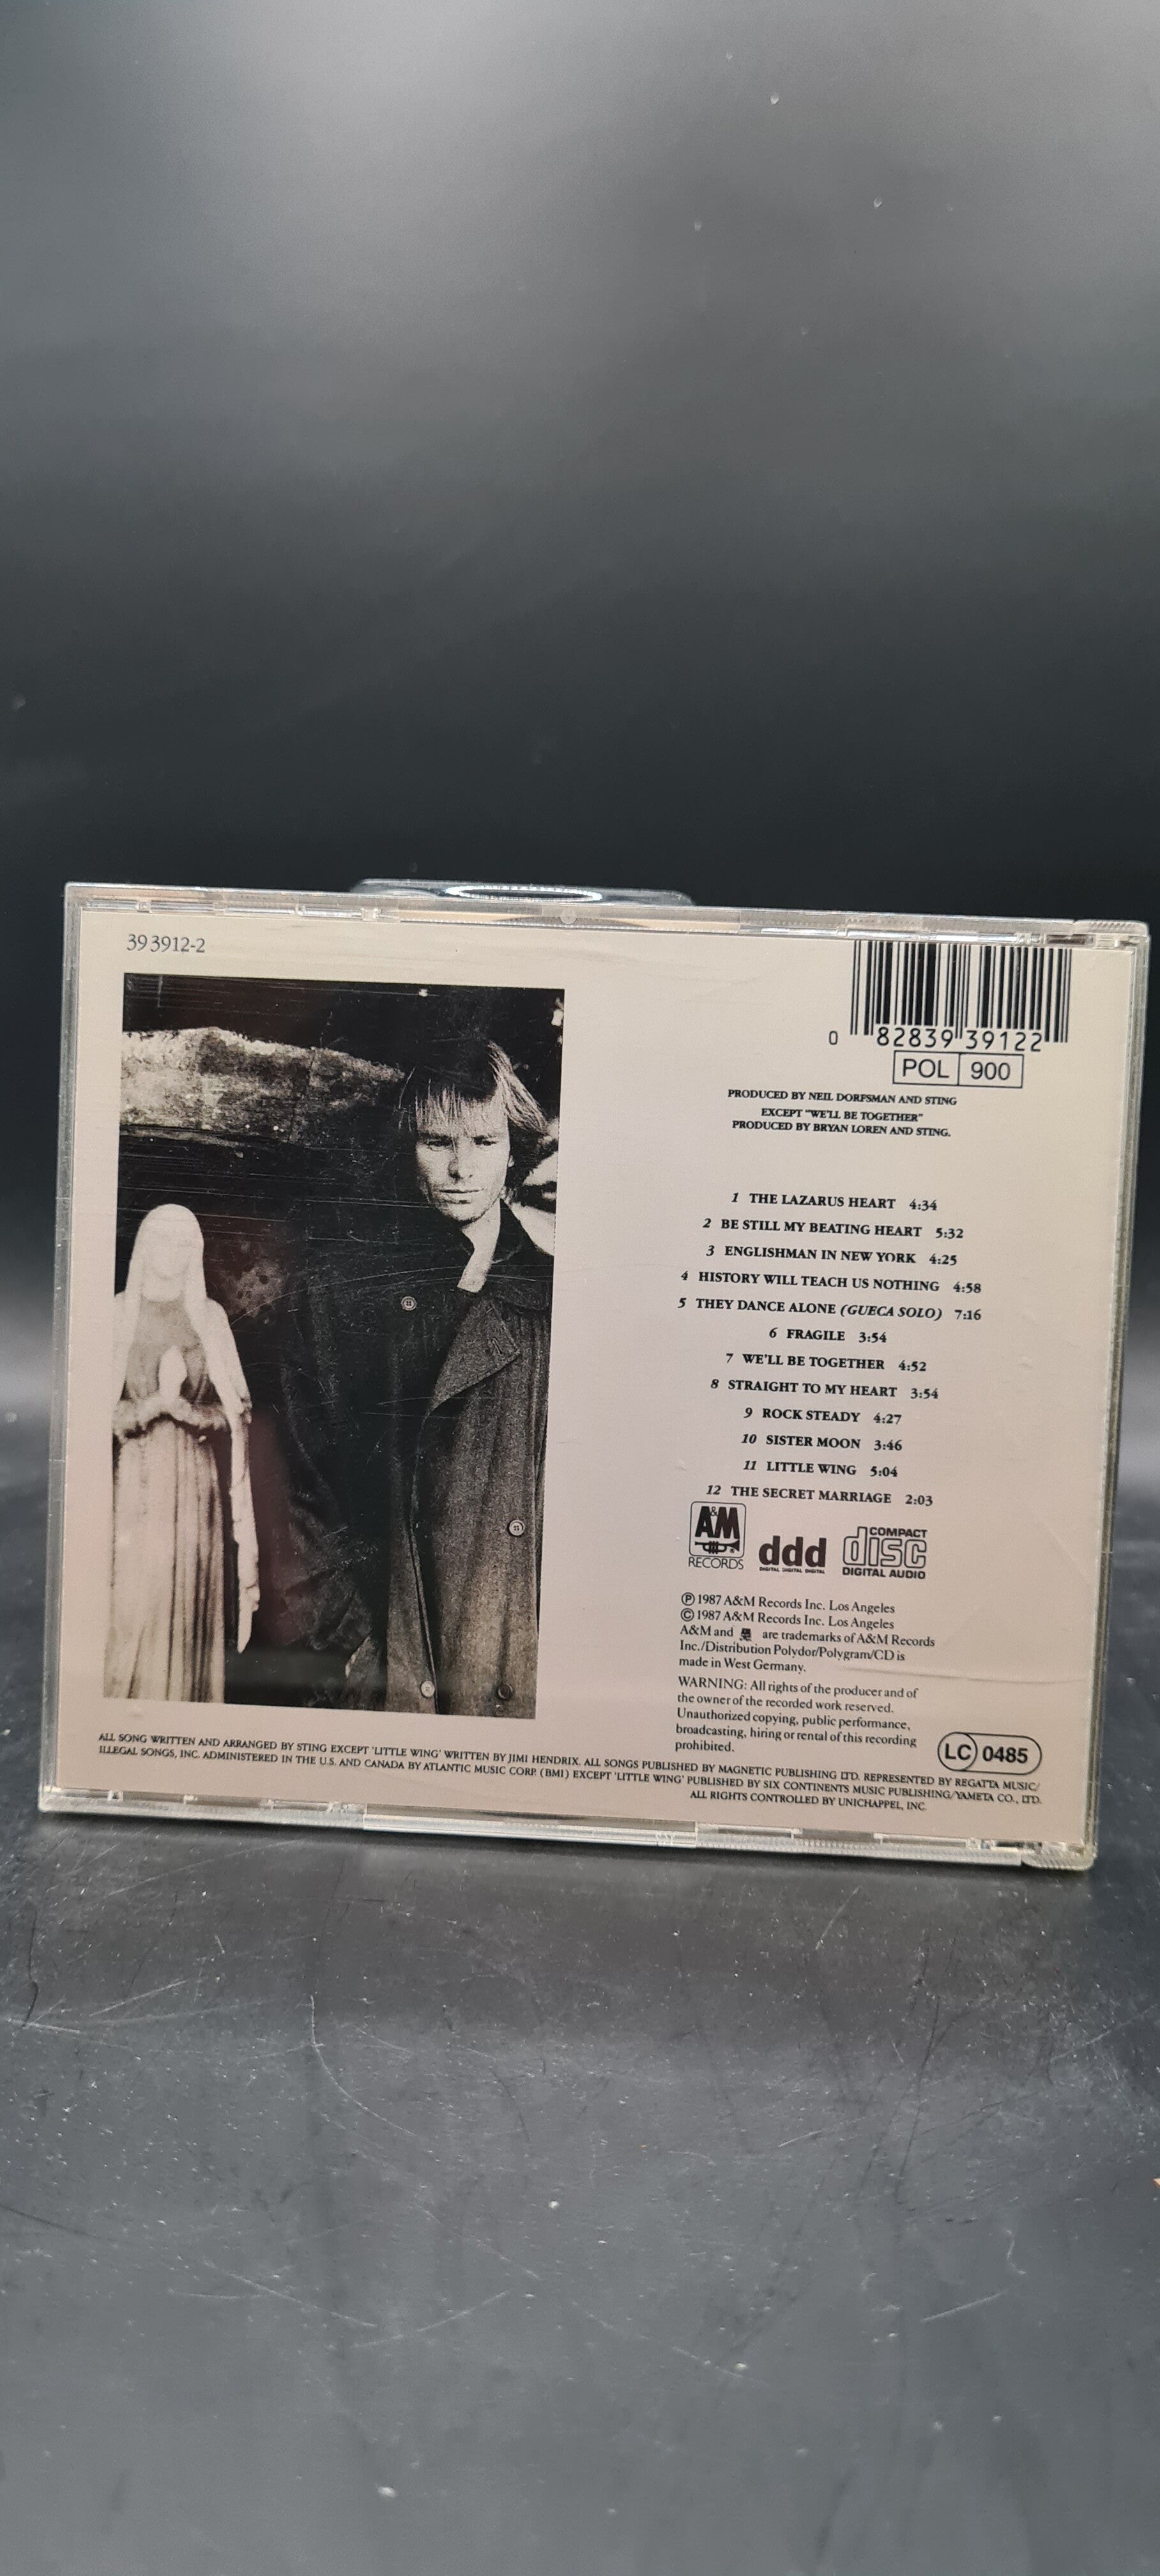 393912-2
0 82839 39122
POL 900
PRODUCED BY NEIL DORFSMAN AND STING
EXCEPT "WE'LL BE TOGETHER"
PRODUCED BY BRYAN LOREN AND STING.
1 THE LAZARUS HEART 4:34
2 BE STILL MY BEATING HEART 5:32
3 ENGLISHMAN IN NEW YORK 4:25
4 HISTORY WILL TEACH US NOTHING 4:58
5 THEY DANCE ALONE (GUECA SOLO) 7:16
6 FRAGILE 3:54
7 WE'LL BE TOGETHER 4:52
8 STRAIGHT TO MY HEART 3:54
9 ROCK STEADY 4:27
10 SISTER MOON 3:46
11 LITTLE WING 5:04
12 THE SECRET MARRIAGE 2:03
A&M
RECORDS
ddd
DIGITAL DIGITAL DIGITAL
COMPACT
disc
DIGITAL AUDIO
℗ 1987 A&M Records Inc. Los Angeles
© 1987 A&M Records Inc. Los Angeles
A&M and are trademarks of A&M Records
Inc./Distribution Polydor/Polygram/CD is
made in West Germany.
WARNING: All rights of the producer and of
the owner of the recorded work reserved.
Unauthorized copying, public performance,
broadcasting, hiring or rental of this recording
prohibited.
LC 0485
ALL SONG WRITTEN AND ARRANGED BY STING EXCEPT 'LITTLE WING' WRITTEN BY JIMI HENDRIX. ALL SONGS PUBLISHED BY MAGNETIC PUBLISHING LTD. REPRESENTED BY REGATTA MUSIC/
ILLEGAL SONGS, INC. ADMINISTERED IN THE U.S. AND CANADA BY ATLANTIC MUSIC CORP. (BMI) EXCEPT 'LITTLE WING' PUBLISHED BY SIX CONTINENTS MUSIC PUBLISHING/YAMETA CO., LTD.
ALL RIGHTS CONTROLLED BY UNICHAPPEL, INC.